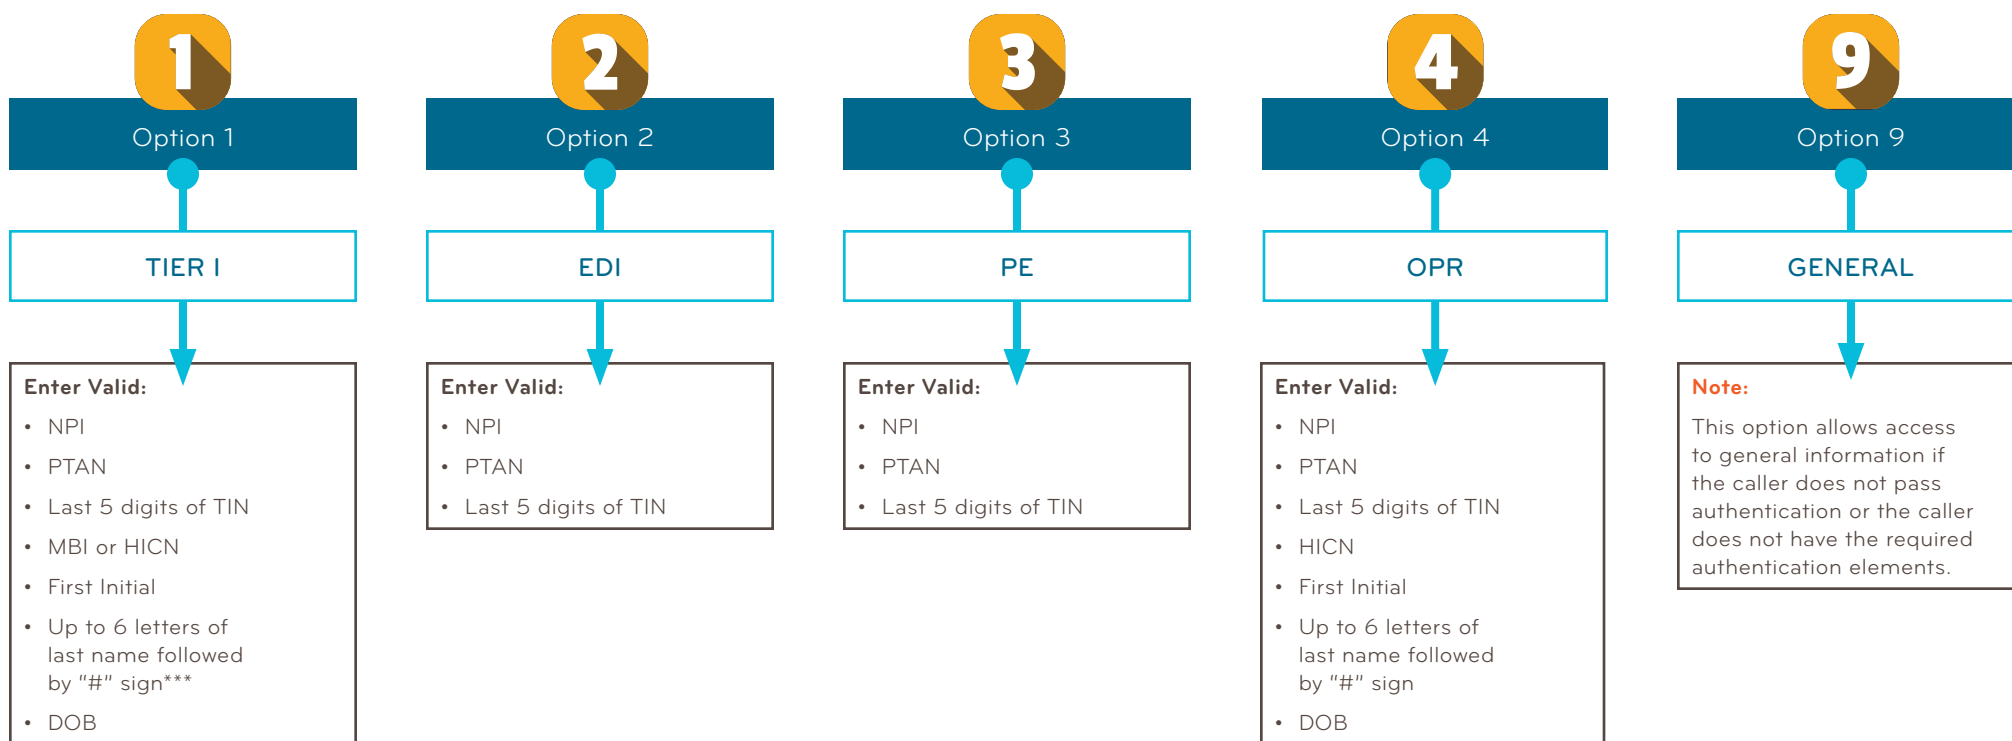 1
Option 1
TIER I
Enter Valid:
• NPI
• PTAN
• Last 5 digits of TIN
• MBI or HICN
• First Initial
• Up to 6 letters of
last name followed
by "#" sign***
• DOB
2
Option 2
EDI
Enter Valid:
• NPI
• PTAN
• Last 5 digits of TIN
3
Option 3
PE
Enter Valid:
• NPI
• PTAN
• Last 5 digits of TIN
4
Option 4
OPR
Enter Valid:
• NPI
• PTAN
• Last 5 digits of TIN
• HICN
• First Initial
• Up to 6 letters of
last name followed
by "#" sign
• DOB
9
Option 9
GENERAL
Note:
This option allows access
to general information if
the caller does not pass
authentication or the caller
does not have the required
authentication elements.